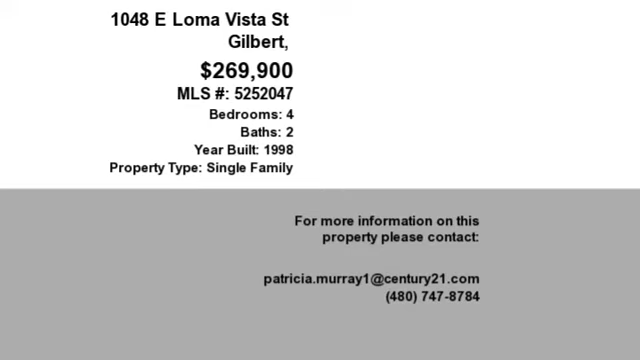 1048 E Loma Vista St
Gilbert,
$269,900
MLS #: 5252047
Bedrooms: 4
Baths: 2
Year Built: 1998
Property Type: Single Family
For more information on this
property please contact:
patricia.murray1@century21.com
(480) 747-8784